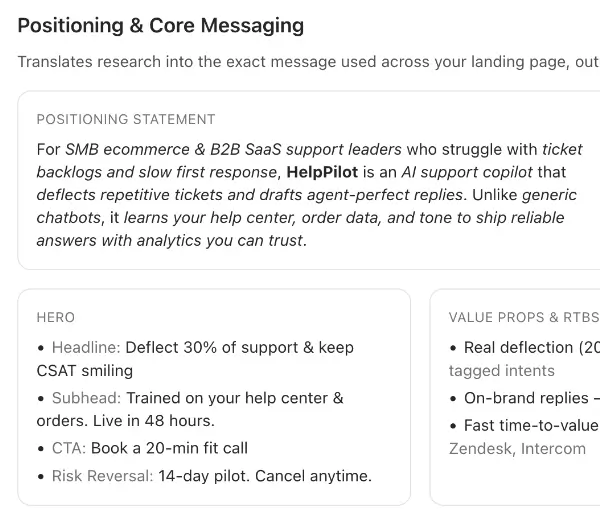 Positioning & Core Messaging
Translates research into the exact message used across your landing page, out
POSITIONING STATEMENT
For SMB ecommerce & B2B SaaS support leaders who struggle with ticket
backlogs and slow first response, HelpPilot is an AI support copilot that
deflects repetitive tickets and drafts agent-perfect replies. Unlike generic
chatbots, it learns your help center, order data, and tone to ship reliable
answers with analytics you can trust.
HERO
• Headline: Deflect 30% of support & keep
CSAT smiling
• Subhead: Trained on your help center &
orders. Live in 48 hours.
• CTA: Book a 20-min fit call
• Risk Reversal: 14-day pilot. Cancel anytime.
VALUE PROPS & RTBS
• Real deflection (20
tagged intents
• On-brand replies –
• Fast time-to-value
Zendesk, Intercom